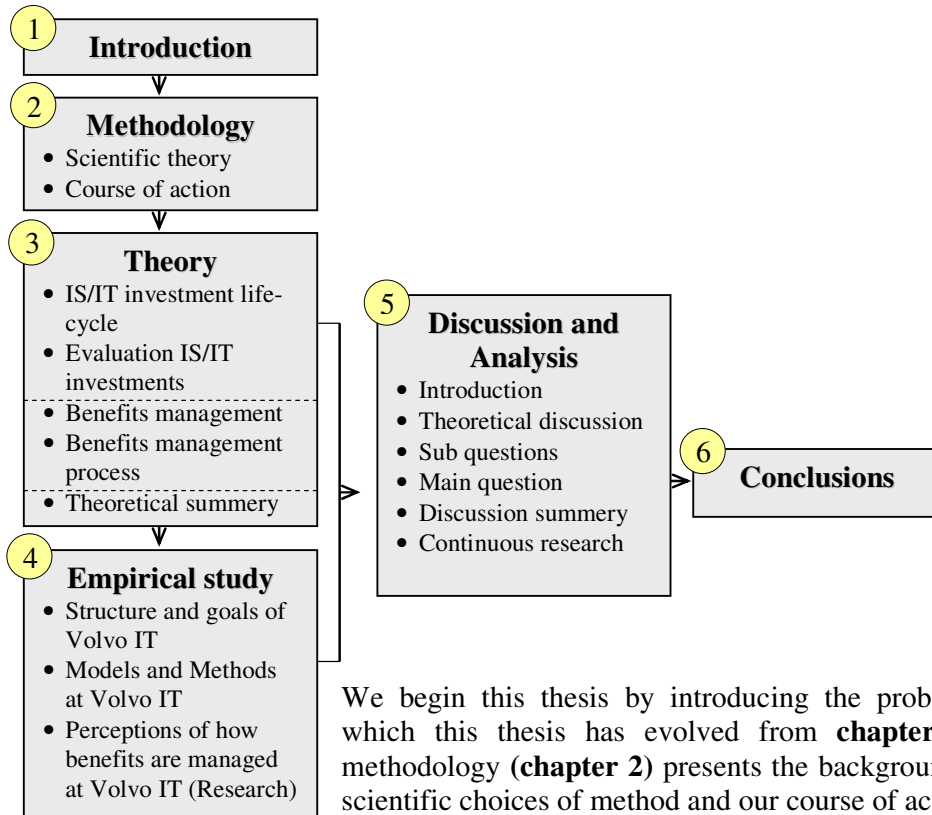 1
Introduction
2
Methodology
• Scientific theory
• Course of action
3
Theory
• IS/IT investment life-
cycle
• Evaluation IS/IT
investments
• Benefits management
• Benefits management
process
• Theoretical summery
4
Empirical study
• Structure and goals of
Volvo IT
• Models and Methods
at Volvo IT
• Perceptions of how
benefits are managed
at Volvo IT (Research)
5
Discussion and
Analysis
• Introduction
• Theoretical discussion
• Sub questions
• Main question
• Discussion summery
• Continuous research
6
Conclusions
We begin this thesis by introducing the prob
which this thesis has evolved from chapter
methodology (chapter 2) presents the backgroun
scientific choices of method and our course of ac